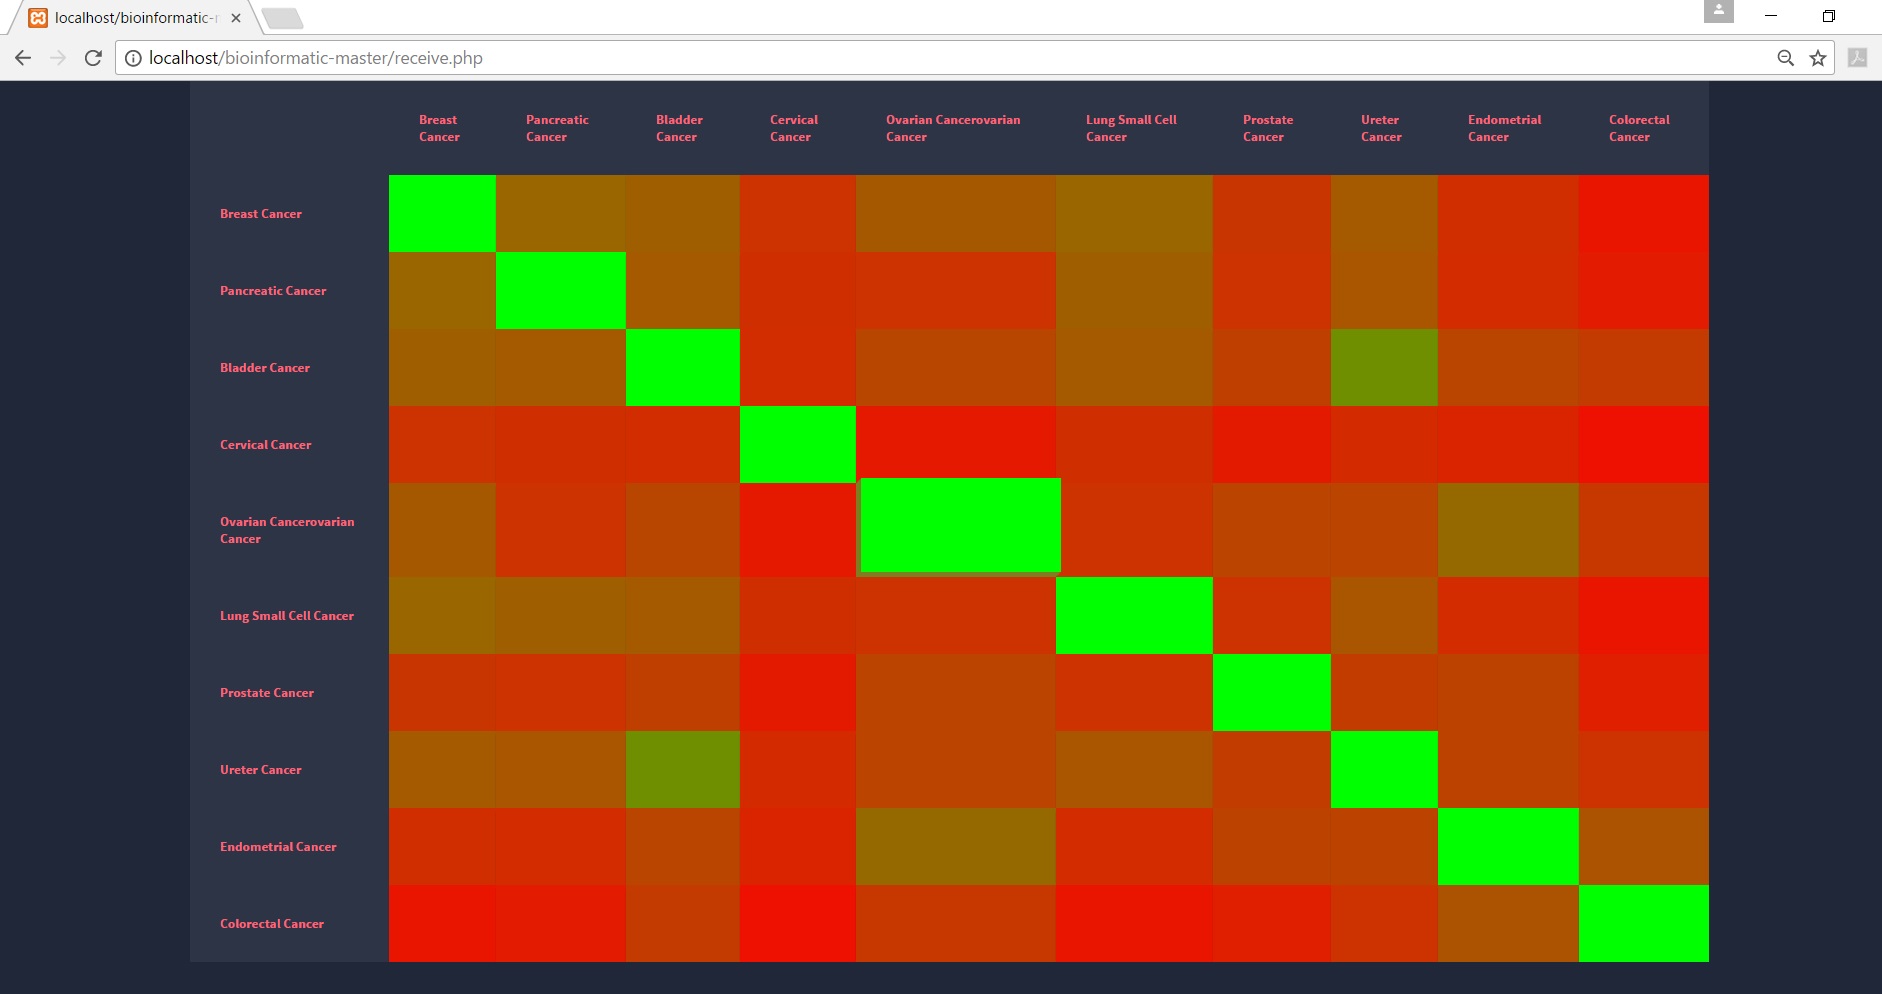 localhost/bioinformatic-r
localhost/bioinformatic-master/receive.php
Breast Cancer
Pancreatic Cancer
Bladder Cancer
Cervical Cancer
Ovarian Cancerovarian Cancer
Lung Small Cell Cancer
Prostate Cancer
Ureter Cancer
Endometrial Cancer
Colorectal Cancer
Breast Cancer
Pancreatic Cancer
Bladder Cancer
Cervical Cancer
Ovarian Cancerovarian
Cancer
Lung Small Cell Cancer
Prostate Cancer
Ureter Cancer
Endometrial Cancer
Colorectal Cancer